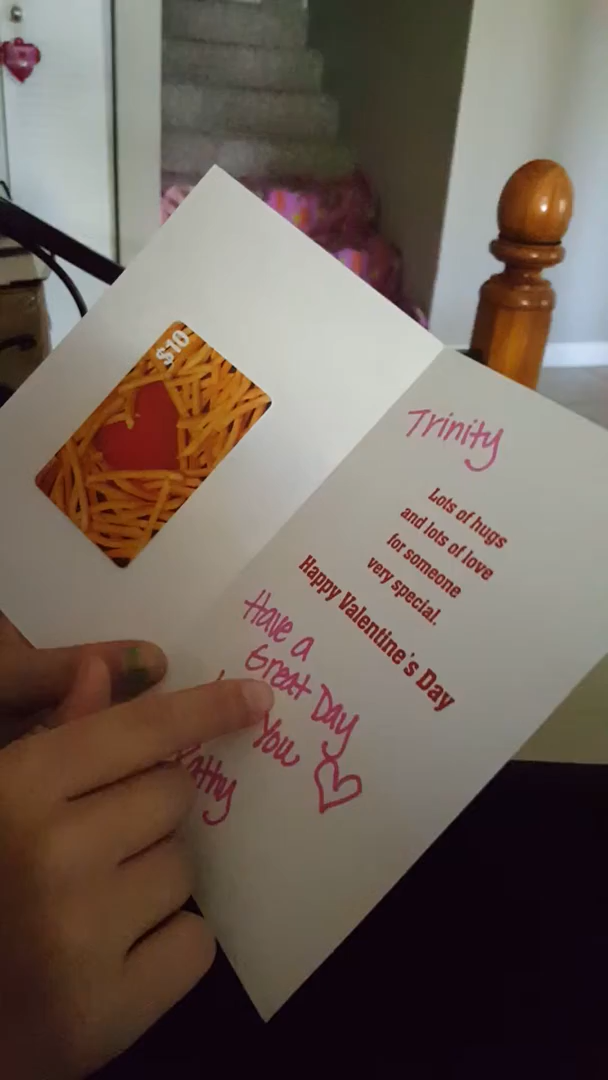 $10
Trinity
Lots of hugs
and lots of love
for someone
very special.
Happy Valentine's Day
Have a
Great Day
You
Kathy